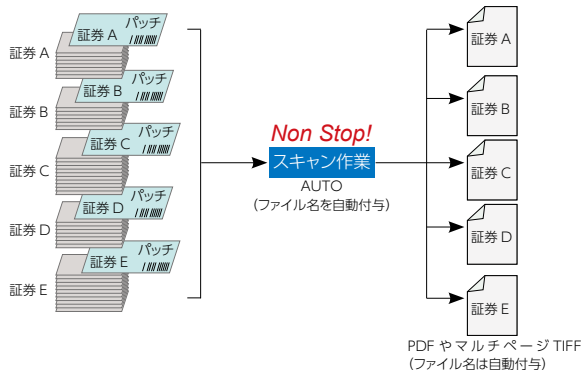 パッチ
証券 A
証券 A
パッチ
証券 B
証券 B
パッチ
証券 C
証券 C
パッチ
証券 D
証券 D
パッチ
証券 E
証券 E
Non Stop!
スキャン作業
AUTO
(ファイル名を自動付与)
証券 A
証券 B
証券 C
証券 D
証券 E
PDF やマルチページ TIFF
(ファイル名は自動付与)